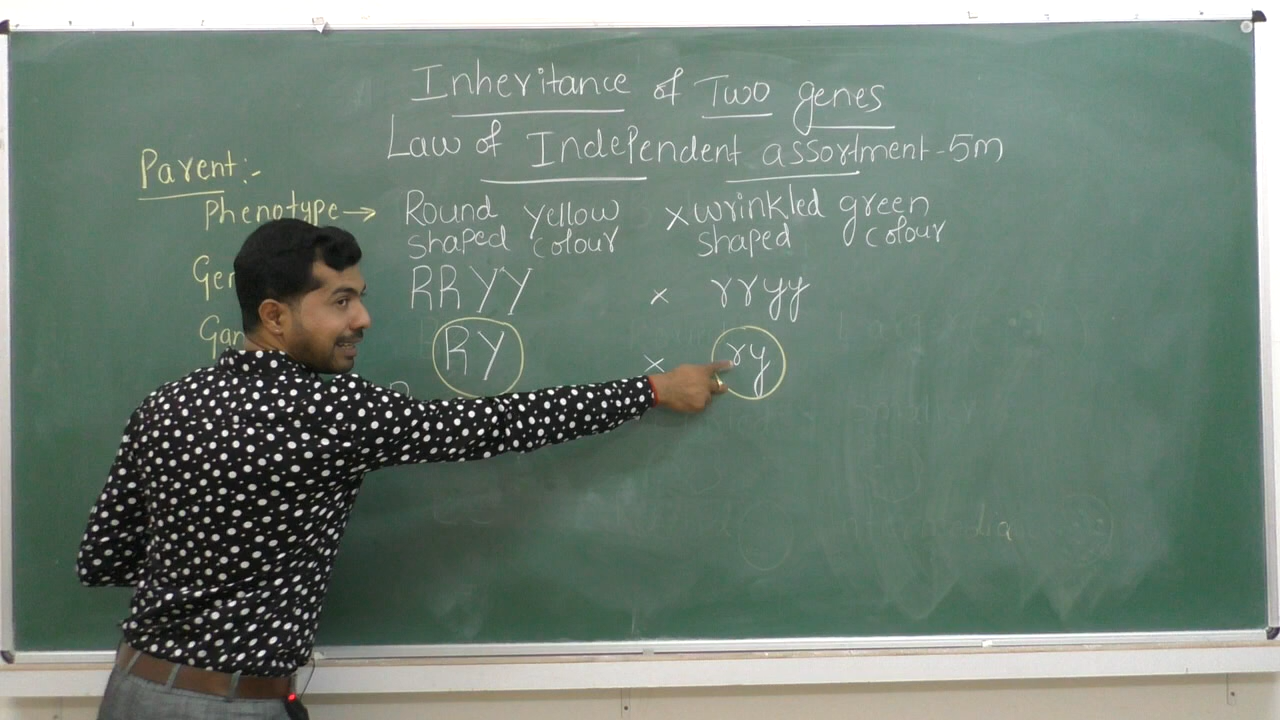 Inheritance of Two genes
Law of Independent assortment - 5m
Parent:-
Phenotype → Round yellow × wrinkled green
shaped colour shaped colour
RRYY × rryy
RY × ry